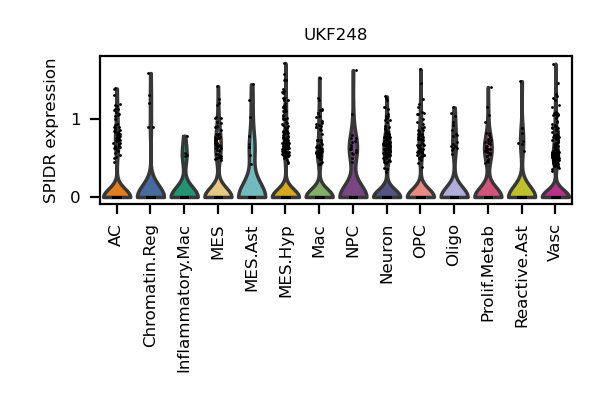 UKF248
SPIDR expression
1
0
AC
Chromatin.Reg
Inflammatory.Mac
MES
MES.Ast
MES.Hyp
Mac
NPC
Neuron
OPC
Oligo
Prolif.Metab
Reactive.Ast
Vasc